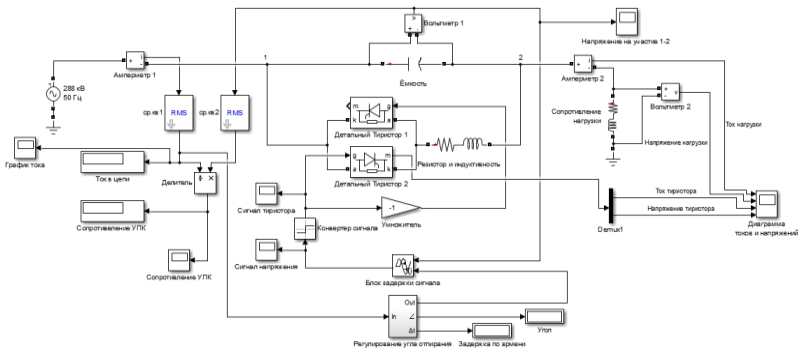 Вольтметр 1
Напряжение на участке 1-2
1
2
Амперметр 1
Ёмкость
Амперметр 2
288 кВ
50 Гц
ср.кв1
RMS
ср.кв2
RMS
Сопротивление
нагрузки
Вольтметр 2
Детальный Тиристор 1
Ток нагрузки
Напряжение нагрузки
График тока
Ток в цепи
Делитель
Резистор и индуктивность
Детальный Тиристор 2
Сигнал тиристора
-1
Умножитель
Ток тиристора
Напряжение тиристора
Demux1
Диаграмма
токов и напряжений
Сопротивление УПК
Конвертер сигнала
Сигнал напряжения
Сопротивление УПК
Блок задержки сигнала
In
Out
∠
Δt
Угол
Регулирование угла отпирания
Задержка по времени